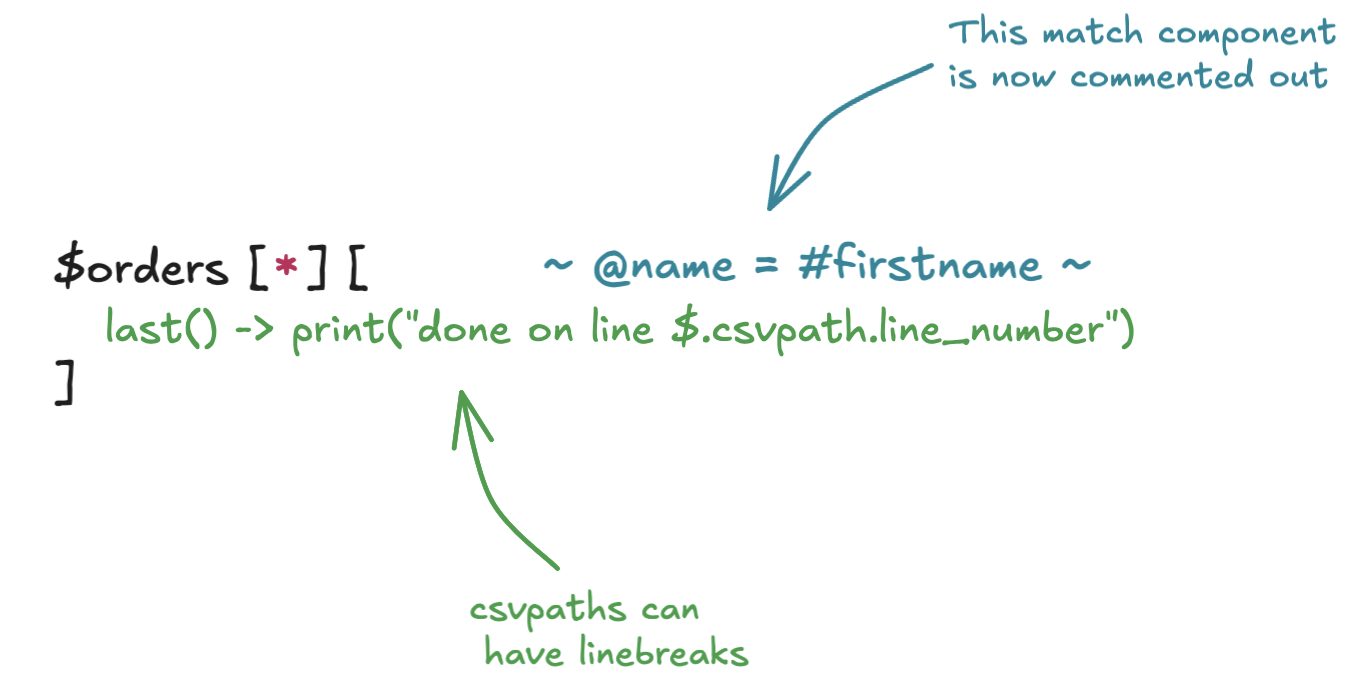 This match component
is now commented out
$orders [*] [ ~ @name = #firstname ~
last() -> print("done on line $.csvpath.line_number")
]
csvpaths can
have linebreaks